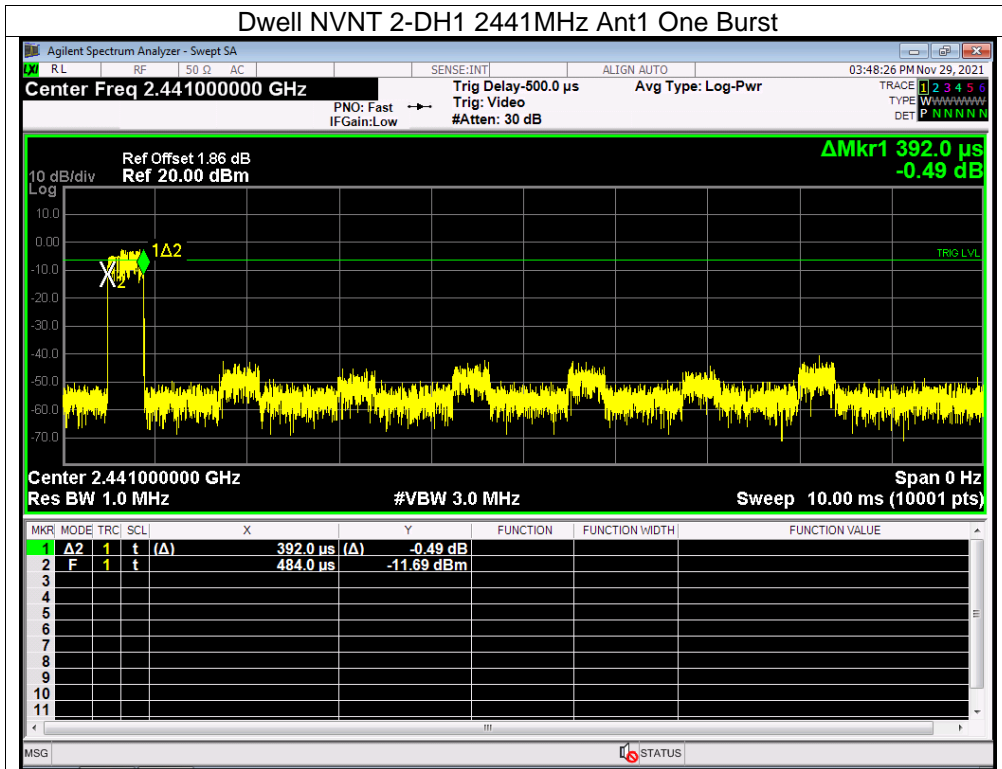 Dwell NVNT 2-DH1 2441MHz Ant1 One Burst
Agilent Spectrum Analyzer - Swept SA
LXI RL RF 50 Ω AC SENSE:INT ALIGN AUTO 03:48:26 PM Nov 29, 2021
Center Freq 2.441000000 GHz Trig Delay-500.0 µs Avg Type: Log-Pwr TRACE 1 2 3 4 5 6
PNO: Fast Trig: Video TYPE WWWWWW
IFGain:Low #Atten: 30 dB DET P N N N N N
ΔMkr1 392.0 µs
-0.49 dB
Ref Offset 1.86 dB
10 dB/div Ref 20.00 dBm
Log
10.0
0.00
-10.0
-20.0
-30.0
-40.0
-50.0
-60.0
-70.0
1Δ2
TRIG LVL
X2
Center 2.441000000 GHz Span 0 Hz
Res BW 1.0 MHz #VBW 3.0 MHz Sweep 10.00 ms (10001 pts)
MKR MODE TRC SCL X Y FUNCTION FUNCTION WIDTH FUNCTION VALUE
1 Δ2 1 t (Δ) 392.0 µs (Δ) -0.49 dB
2 F 1 t 484.0 µs -11.69 dBm
3
4
5
6
7
8
9
10
11
MSG STATUS